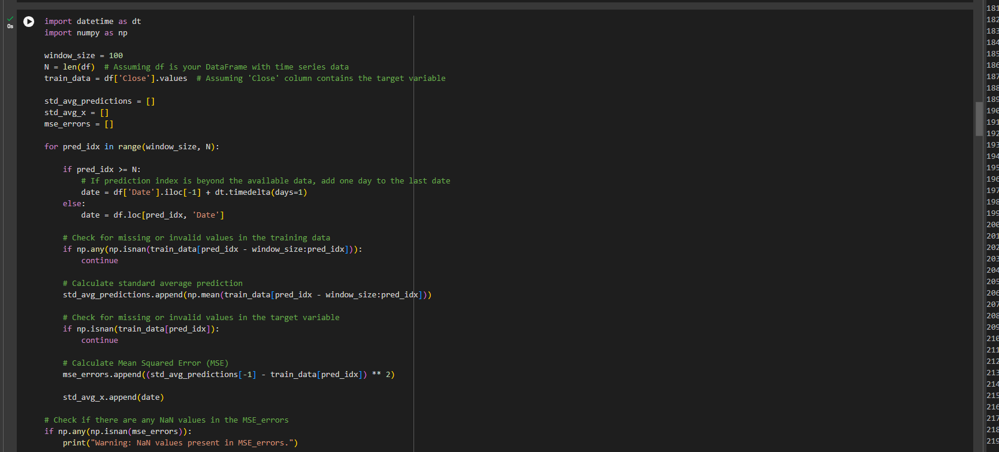 0s
import datetime as dt
import numpy as np
window_size = 100
N = len(df)  # Assuming df is your DataFrame with time series data
train_data = df['Close'].values  # Assuming 'Close' column contains the target variable
std_avg_predictions = []
std_avg_x = []
mse_errors = []
for pred_idx in range(window_size, N):
    if pred_idx >= N:
        # If prediction index is beyond the available data, add one day to the last date
        date = df['Date'].iloc[-1] + dt.timedelta(days=1)
    else:
        date = df.loc[pred_idx, 'Date']
    # Check for missing or invalid values in the training data
    if np.any(np.isnan(train_data[pred_idx - window_size:pred_idx])):
        continue
    # Calculate standard average prediction
    std_avg_predictions.append(np.mean(train_data[pred_idx - window_size:pred_idx]))
    # Check for missing or invalid values in the target variable
    if np.isnan(train_data[pred_idx]):
        continue
    # Calculate Mean Squared Error (MSE)
    mse_errors.append((std_avg_predictions[-1] - train_data[pred_idx]) ** 2)
    std_avg_x.append(date)
# Check if there are any NaN values in the MSE_errors
if np.any(np.isnan(mse_errors)):
    print("Warning: NaN values present in MSE_errors.")
181
182
183
184
185
186
187
188
189
190
191
192
193
194
195
196
197
198
199
200
201
202
203
204
205
206
207
208
209
210
211
212
213
214
215
216
217
218
219